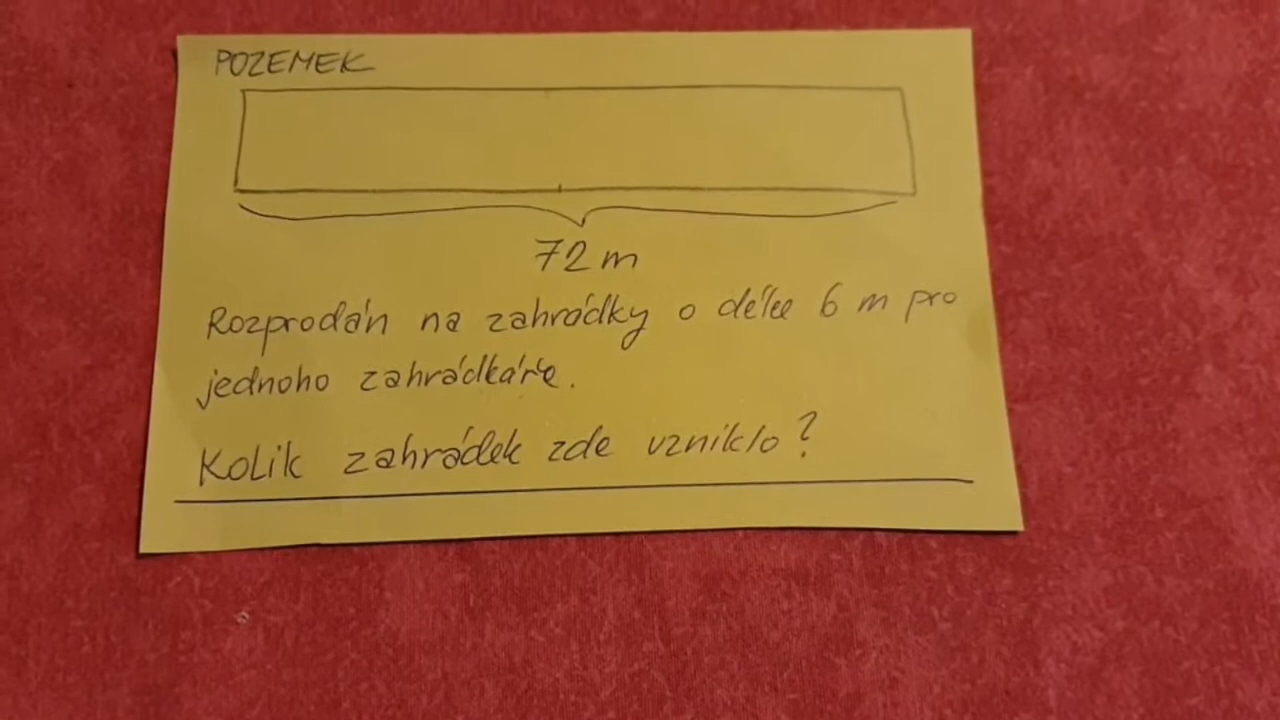 POZEMEK
72 m
Rozprodán na zahrádky o délce 6 m pro
jednoho zahrádkáře.
Kolik zahrádek zde vzniklo?